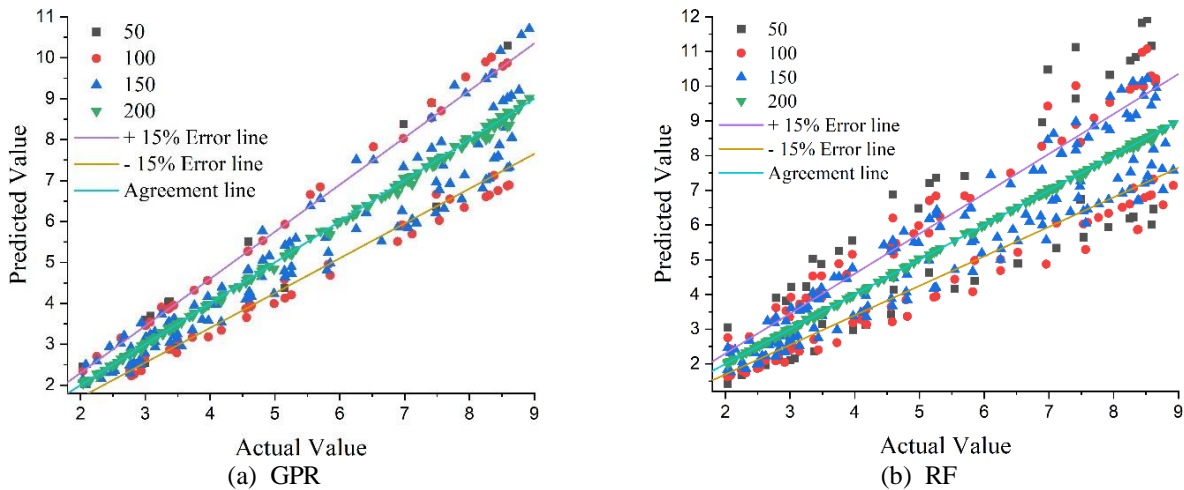 11
10
9
8
7
6
5
4
3
2
Predicted Value
50
100
150
200
+ 15% Error line
- 15% Error line
Agreement line
2 3 4 5 6 7 8 9
Actual Value
(a) GPR
12
11
10
9
8
7
6
5
4
3
2
Predicted Value
50
100
150
200
+ 15% Error line
- 15% Error line
Agreement line
2 3 4 5 6 7 8 9
Actual Value
(b) RF